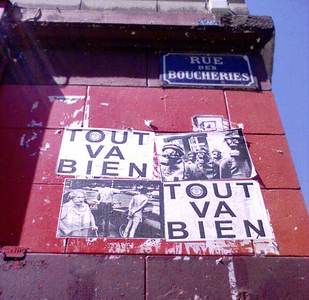 RUE
DES
BOUCHERIES
TOUT
VA
BIEN
TOUT
VA
BIEN